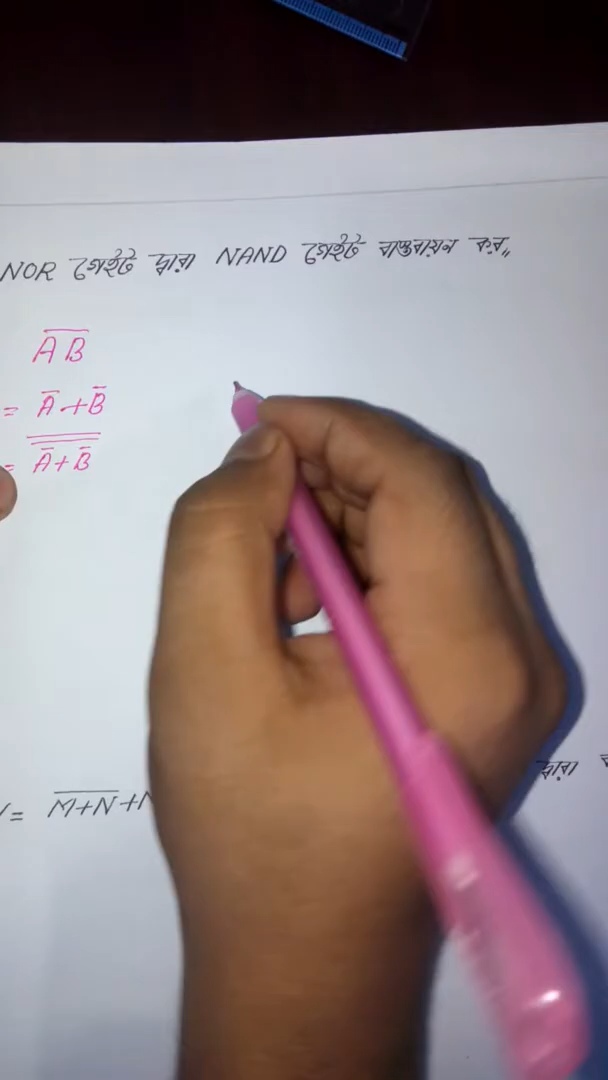 NOR গেইট দ্বারা NAND গেইট বাস্তবায়ন কর॥
A̅B̅
= A̅ + B̅
= A̿̅+̿B̿̅
= M̅+̅N̅ +
দ্বারা